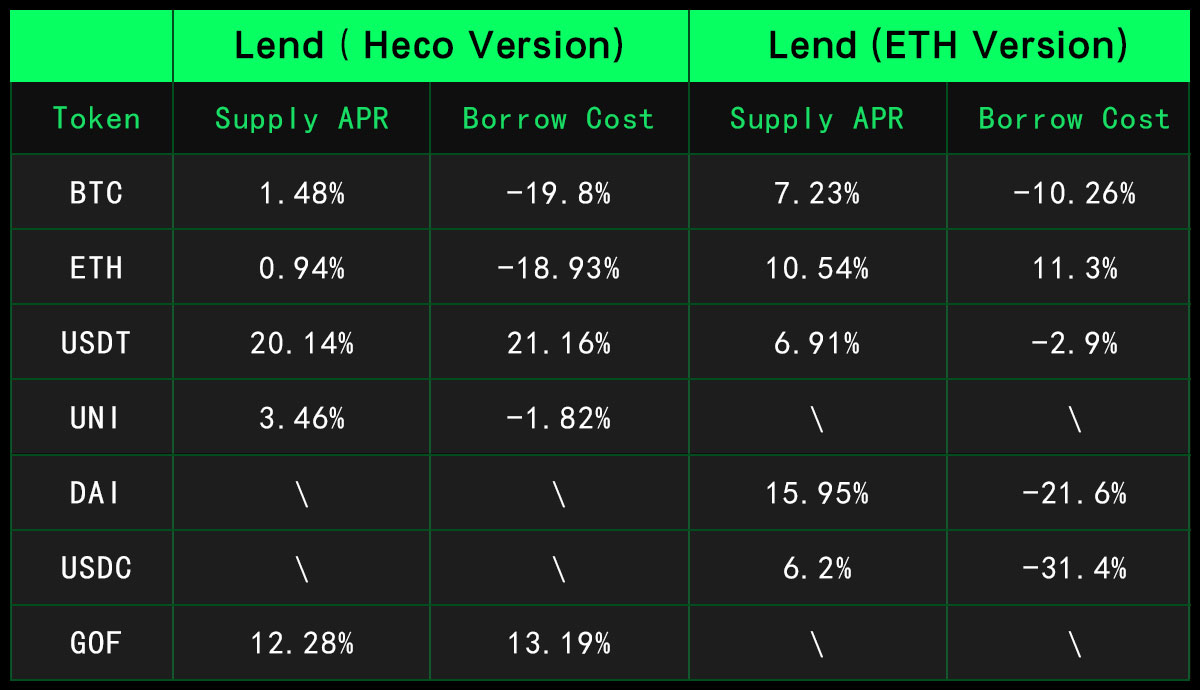 Lend ( Heco Version) Lend (ETH Version)
Token Supply APR Borrow Cost Supply APR Borrow Cost
BTC 1.48% -19.8% 7.23% -10.26%
ETH 0.94% -18.93% 10.54% 11.3%
USDT 20.14% 21.16% 6.91% -2.9%
UNI 3.46% -1.82% \ \
DAI \ \ 15.95% -21.6%
USDC \ \ 6.2% -31.4%
GOF 12.28% 13.19% \ \